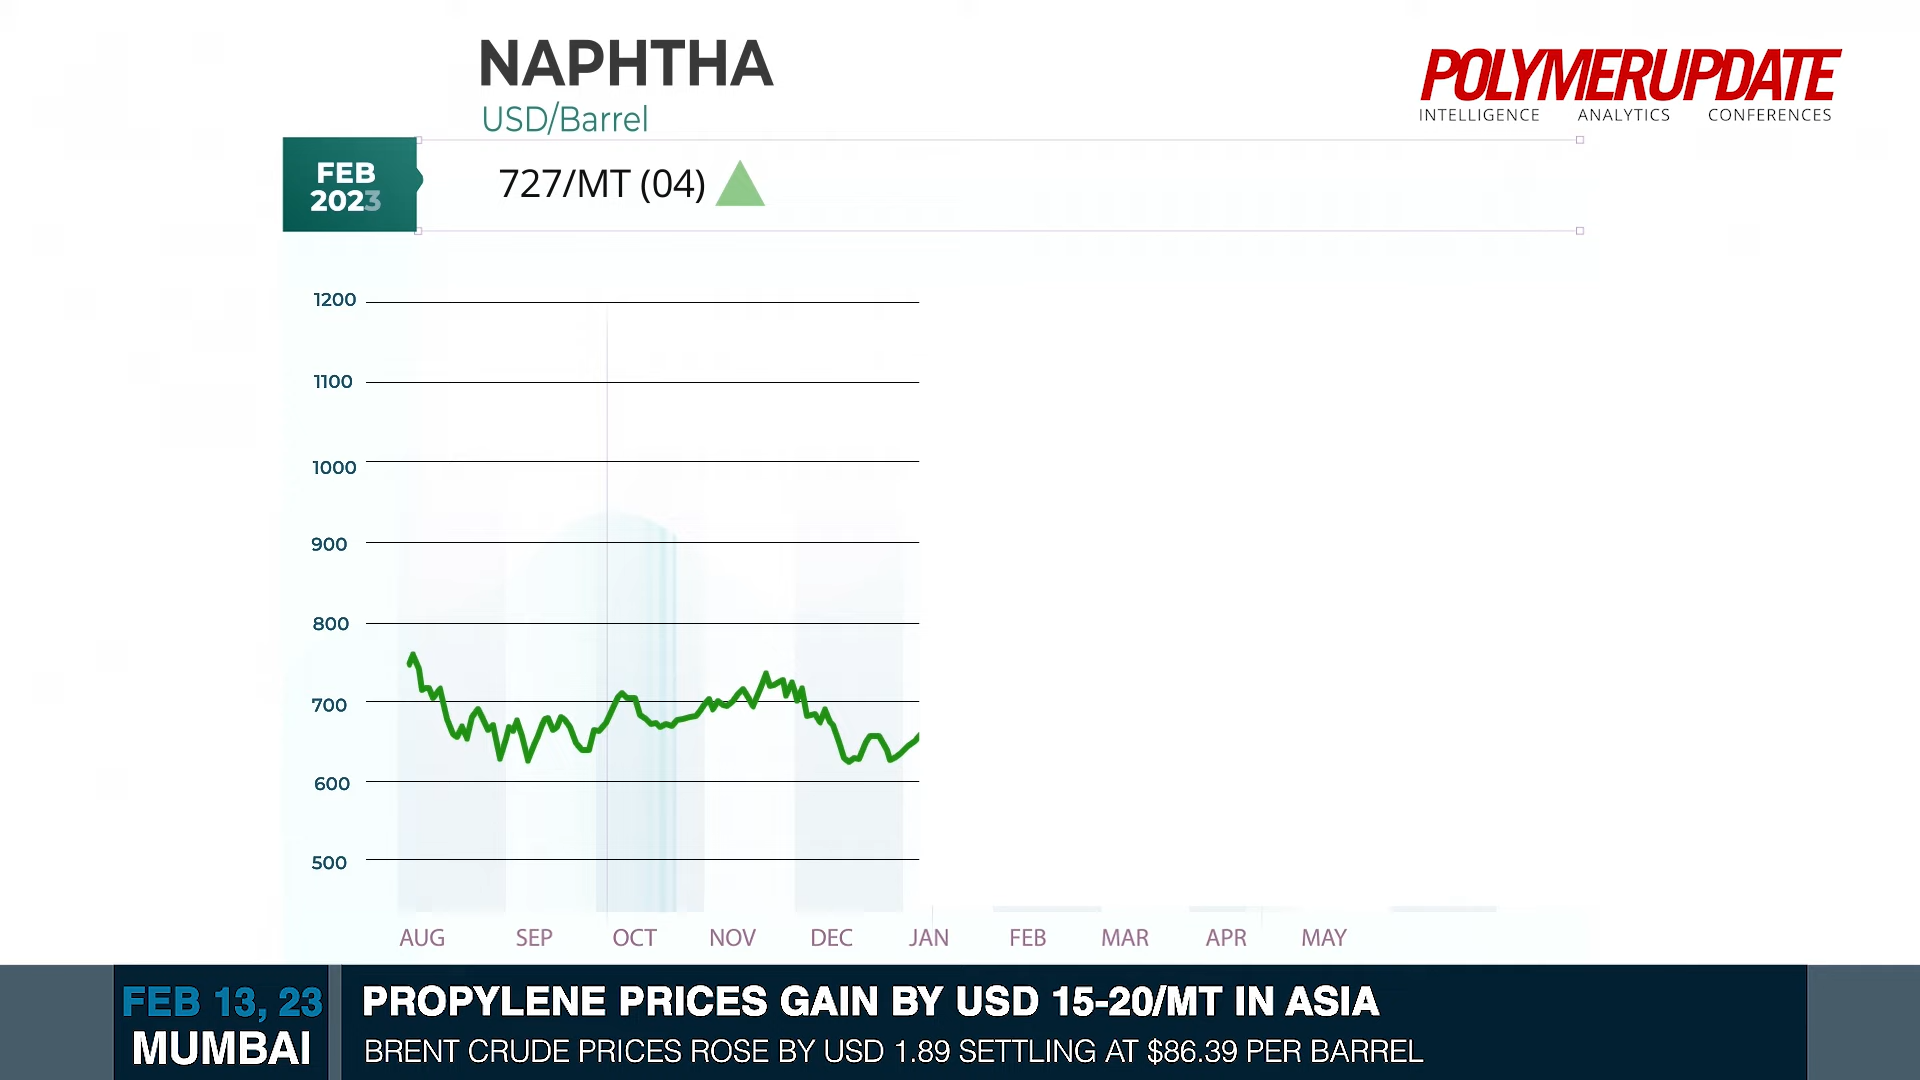 NAPHTHA
USD/Barrel
POLYMERUPDATE
INTELLIGENCE ANALYTICS CONFERENCES
FEB
2023
727/MT (04)
1200
1100
1000
900
800
700
600
500
AUG SEP OCT NOV DEC JAN FEB MAR APR MAY
FEB 13, 23
MUMBAI
PROPYLENE PRICES GAIN BY USD 15-20/MT IN ASIA
BRENT CRUDE PRICES ROSE BY USD 1.89 SETTLING AT $86.39 PER BARREL